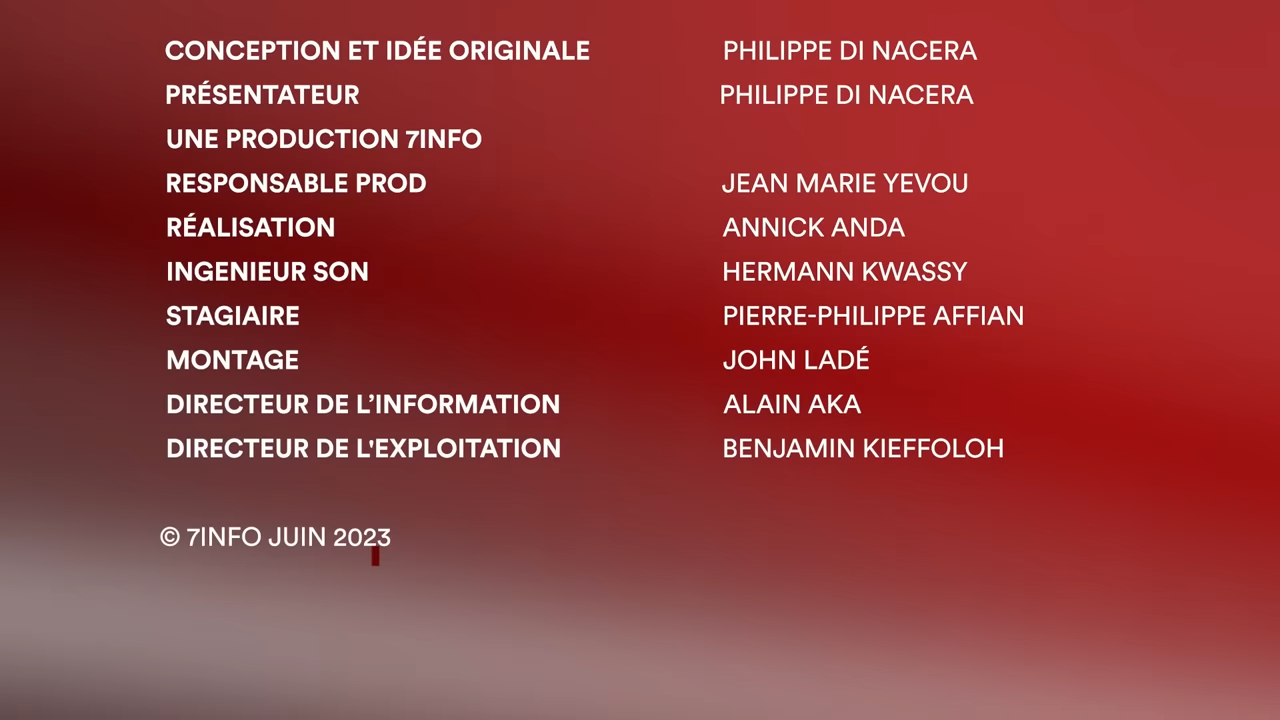 CONCEPTION ET IDÉE ORIGINALE PHILIPPE DI NACERA
PRÉSENTATEUR PHILIPPE DI NACERA
UNE PRODUCTION 7INFO
RESPONSABLE PROD JEAN MARIE YEVOU
RÉALISATION ANNICK ANDA
INGENIEUR SON HERMANN KWASSY
STAGIAIRE PIERRE-PHILIPPE AFFIAN
MONTAGE JOHN LADÉ
DIRECTEUR DE L’INFORMATION ALAIN AKA
DIRECTEUR DE L'EXPLOITATION BENJAMIN KIEFFOLOH
© 7INFO JUIN 2023